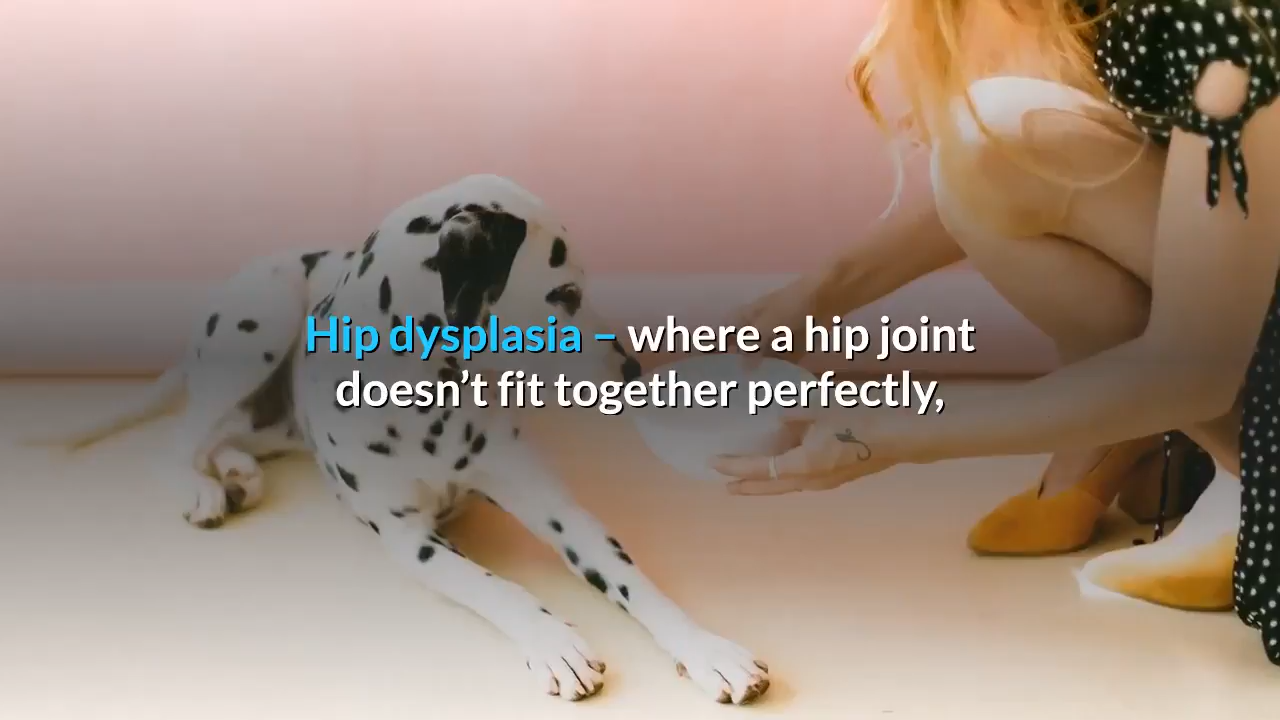 Hip dysplasia – where a hip joint
doesn’t fit together perfectly,